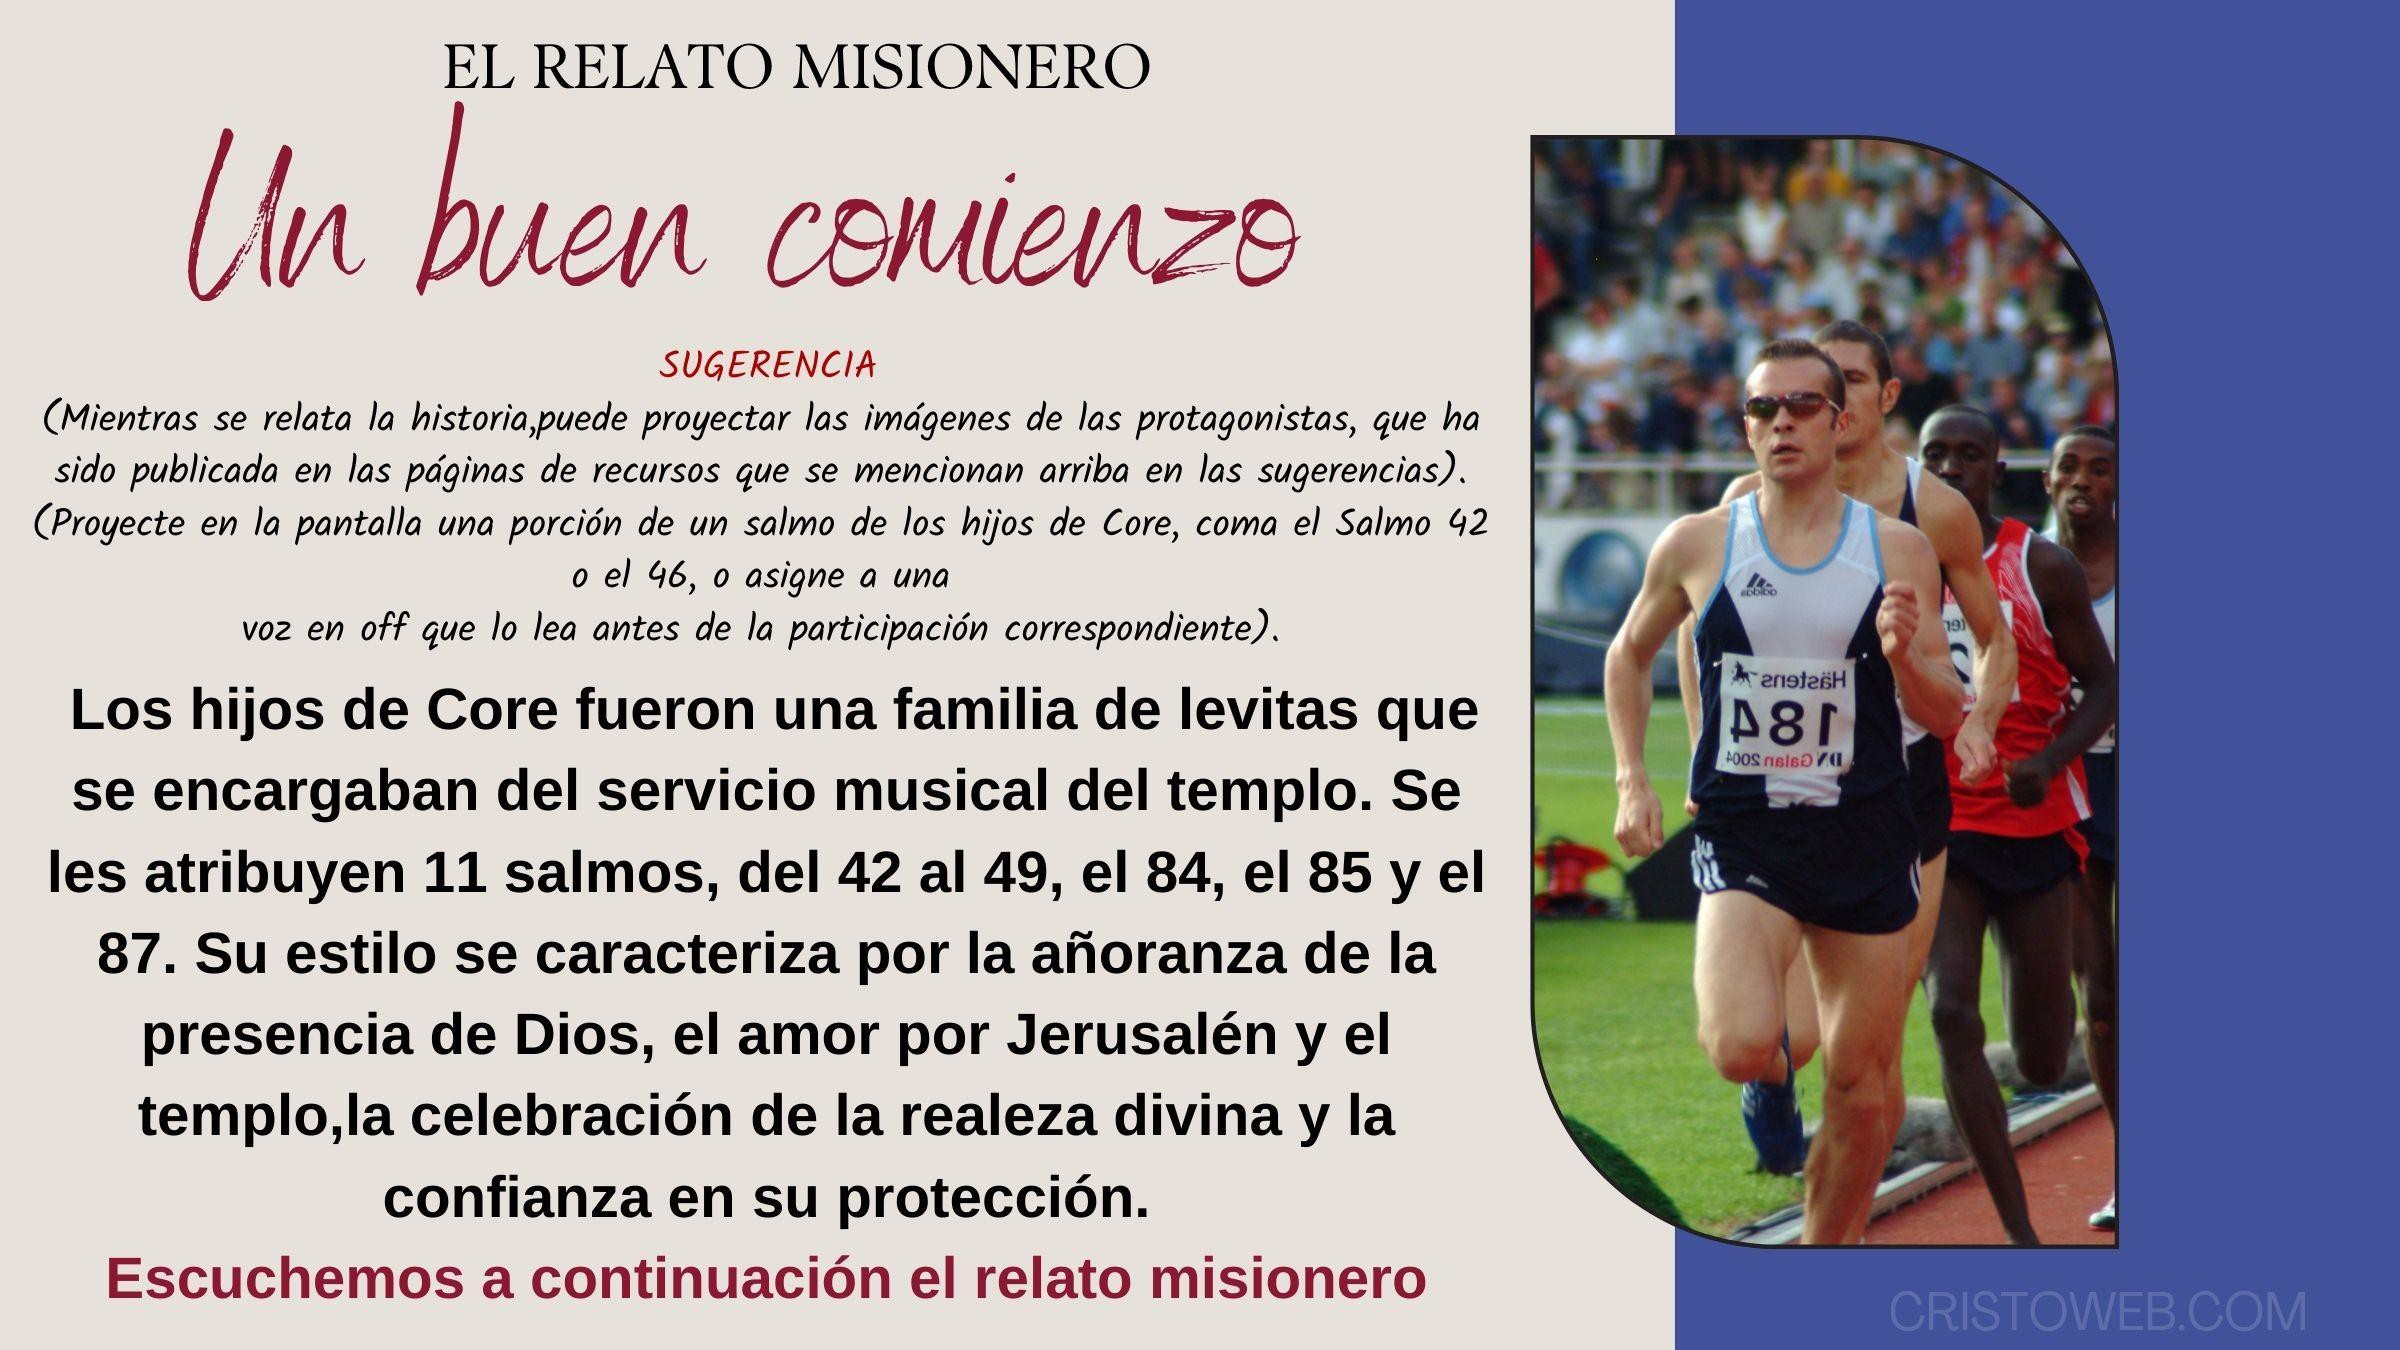 EL RELATO MISIONERO
Un buen comienzo
SUGERENCIA
(Mientras se relata la historia,puede proyectar las imágenes de las protagonistas, que ha
sido publicada en las páginas de recursos que se mencionan arriba en las sugerencias).
(Proyecte en la pantalla una porción de un salmo de los hijos de Core, coma el Salmo 42
o el 46, o asigne a una
voz en off que lo lea antes de la participación correspondiente).
Los hijos de Core fueron una familia de levitas que
se encargaban del servicio musical del templo. Se
les atribuyen 11 salmos, del 42 al 49, el 84, el 85 y el
87. Su estilo se caracteriza por la añoranza de la
presencia de Dios, el amor por Jerusalén y el
templo,la celebración de la realeza divina y la
confianza en su protección.
Escuchemos a continuación el relato misionero
adidas
Hästens
184
DN Galan 2004
CRISTOWEB.COM